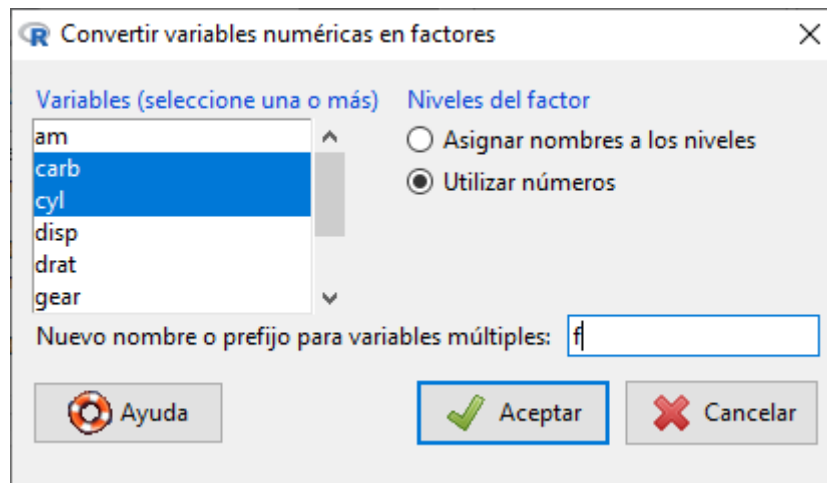 Convertir variables numéricas en factores
Variables (seleccione una o más)
am
carb
cyl
disp
drat
gear
Niveles del factor
Asignar nombres a los niveles
Utilizar números
Nuevo nombre o prefijo para variables múltiples: f
Ayuda
Aceptar
Cancelar